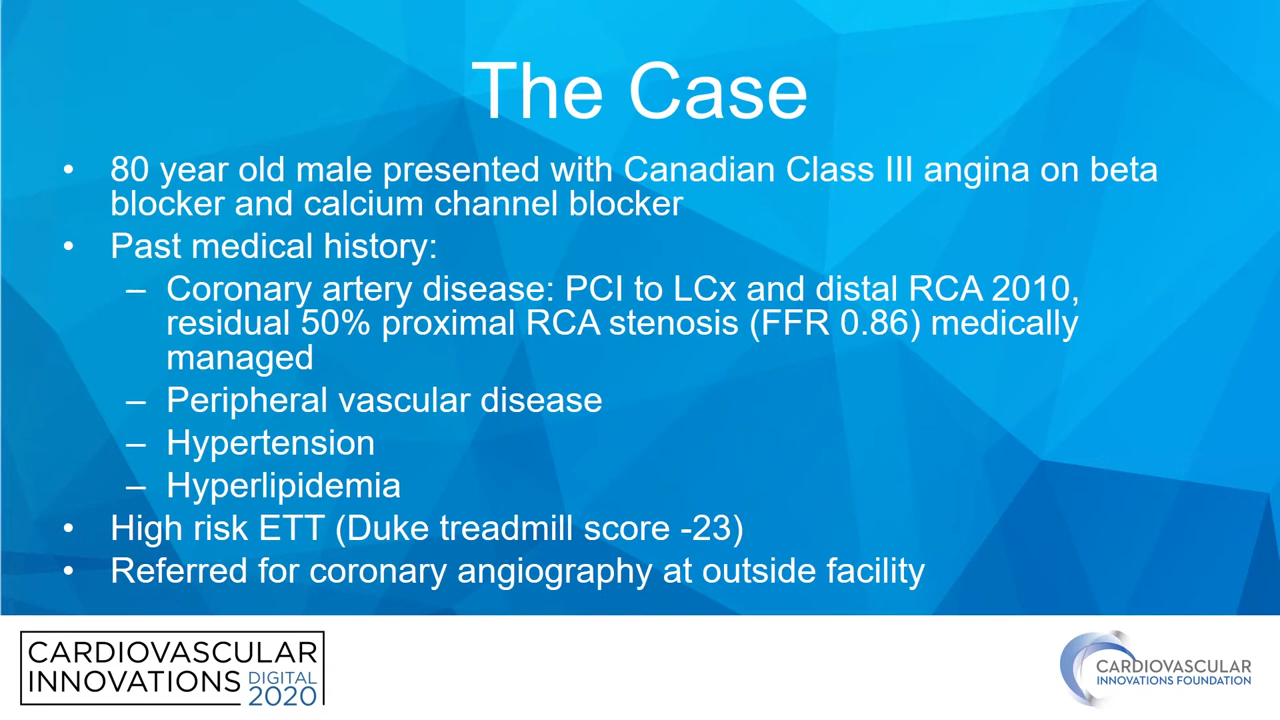 The Case
• 80 year old male presented with Canadian Class III angina on beta
blocker and calcium channel blocker
• Past medical history:
– Coronary artery disease: PCI to LCx and distal RCA 2010,
residual 50% proximal RCA stenosis (FFR 0.86) medically
managed
– Peripheral vascular disease
– Hypertension
– Hyperlipidemia
• High risk ETT (Duke treadmill score -23)
• Referred for coronary angiography at outside facility
CARDIOVASCULAR
INNOVATIONS DIGITAL
2020
CARDIOVASCULAR
INNOVATIONS FOUNDATION